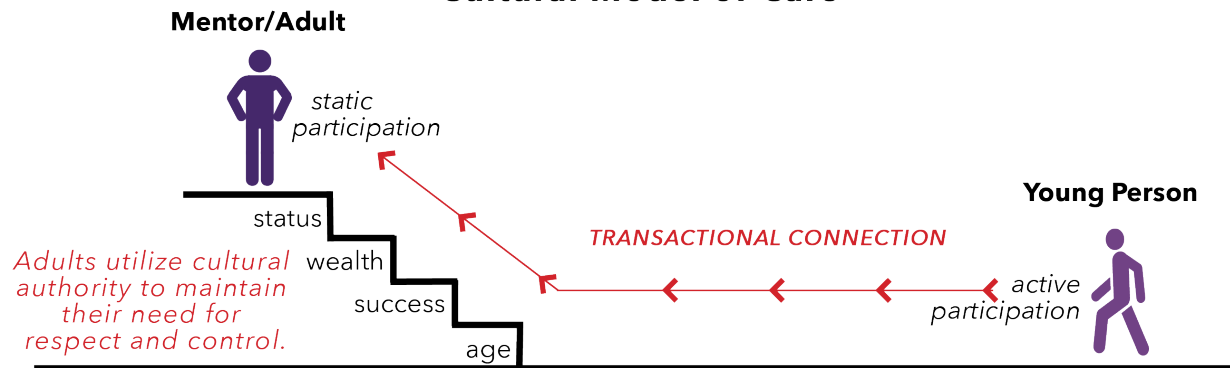 Mentor/Adult
static
participation
status
wealth
success
age
Adults utilize cultural
authority to maintain
their need for
respect and control.
TRANSACTIONAL CONNECTION
Young Person
active
participation